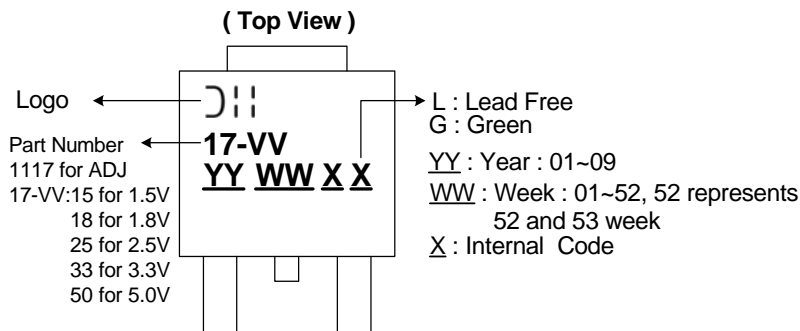 ( Top View )
Logo
Part Number
1117 for ADJ
17-VV:15 for 1.5V
18 for 1.8V
25 for 2.5V
33 for 3.3V
50 for 5.0V
17-VV
YY WW X X
L : Lead Free
G : Green
YY : Year : 01~09
WW : Week : 01~52, 52 represents
52 and 53 week
X : Internal Code